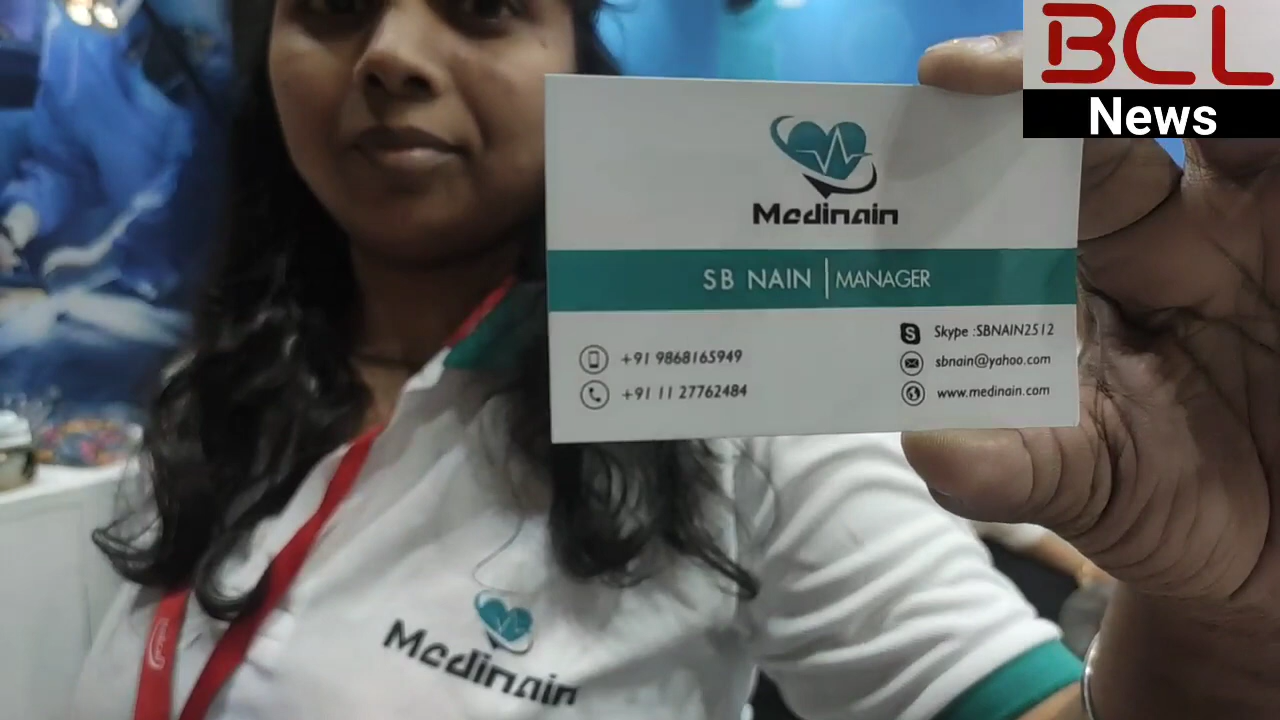 BCL
News
Medinain
SB NAIN | MANAGER
Skype :SBNAIN2512
+91 9868165949
sbnain@yahoo.com
+91 11 27762484
www.medinain.com
Medinain